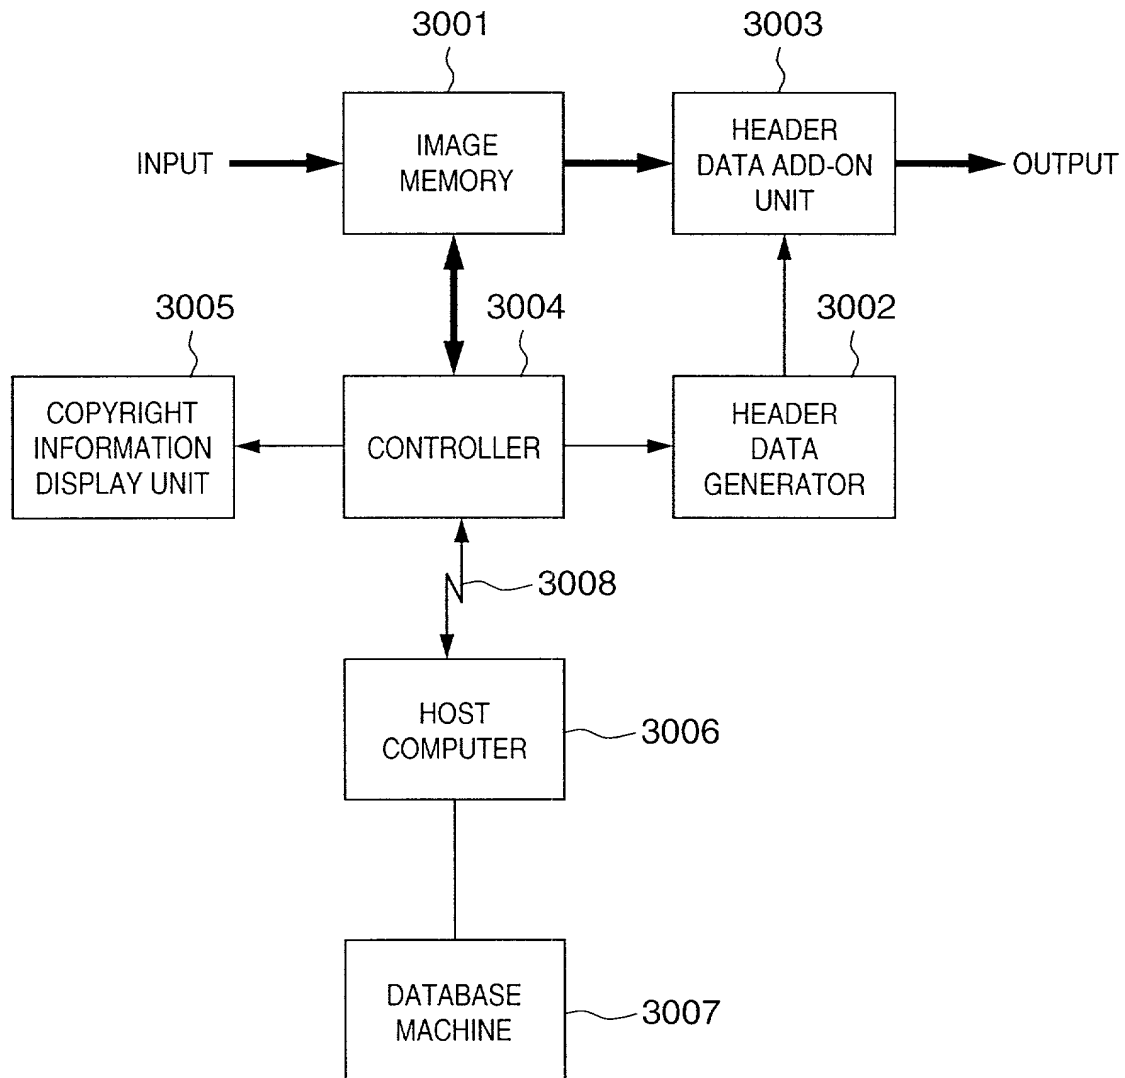 3001
3003
INPUT
IMAGE
MEMORY
HEADER
DATA ADD-ON
UNIT
OUTPUT
3005
3004
3002
COPYRIGHT
INFORMATION
DISPLAY UNIT
CONTROLLER
HEADER
DATA
GENERATOR
3008
HOST
COMPUTER
3006
DATABASE
MACHINE
3007